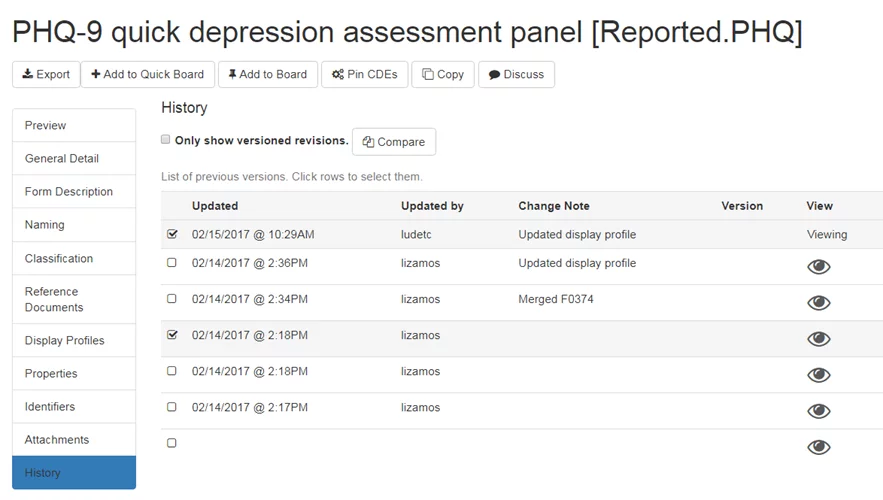 PHQ-9 quick depression assessment panel [Reported.PHQ]
Export Add to Quick Board Add to Board Pin CDEs Copy Discuss
Preview
General Detail
Form Description
Naming
Classification
Reference
Documents
Display Profiles
Properties
Identifiers
Attachments
History
History
Only show versioned revisions. Compare
List of previous versions. Click rows to select them.
Updated Updated by Change Note Version View
02/15/2017 @ 10:29AM ludetc Updated display profile Viewing
02/14/2017 @ 2:36PM lizamos Updated display profile
02/14/2017 @ 2:34PM lizamos Merged F0374
02/14/2017 @ 2:18PM lizamos
02/14/2017 @ 2:18PM lizamos
02/14/2017 @ 2:17PM lizamos